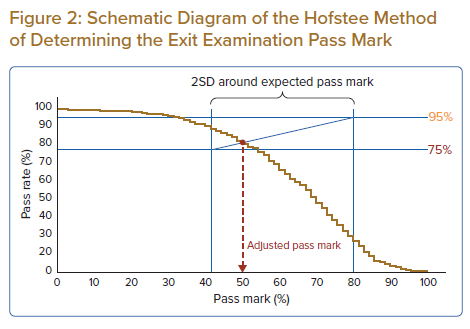 Figure 2: Schematic Diagram of the Hofstee Method
of Determining the Exit Examination Pass Mark
2SD around expected pass mark
100
90
80
70
60
50
40
30
20
0
Pass rate (%)
95%
75%
Adjusted pass mark
0 10 20 30 40 50 60 70 80 90 100
Pass mark (%)